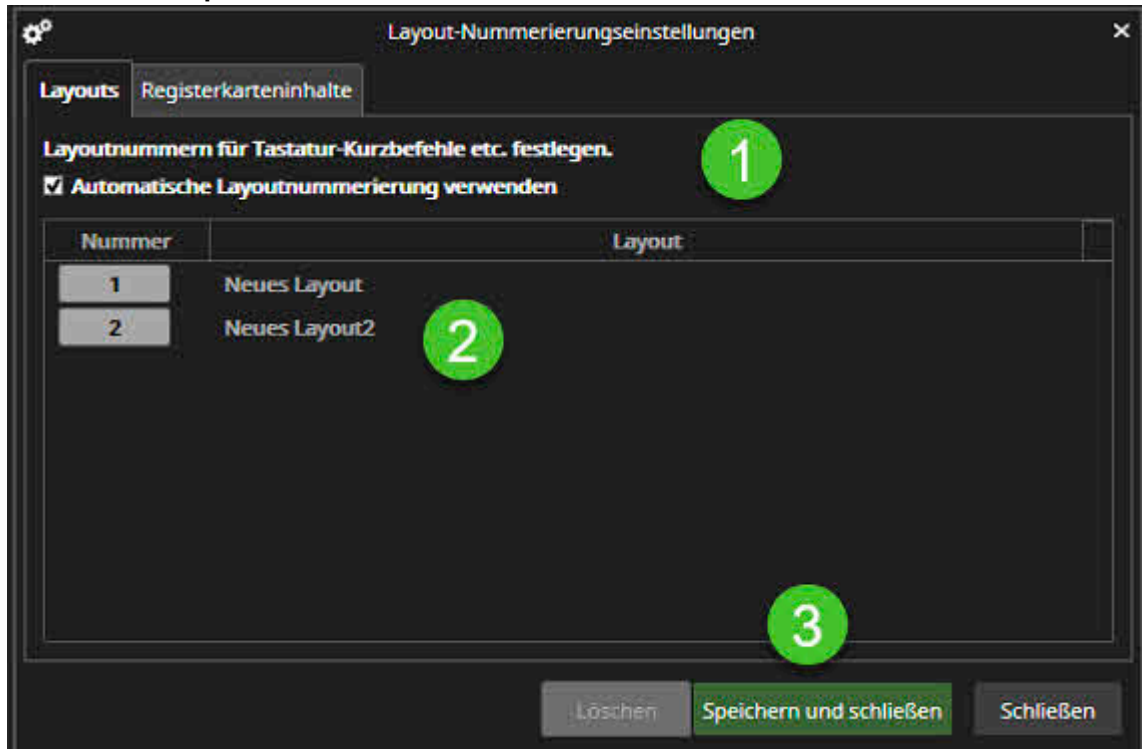 Layout-Nummerierungseinstellungen
Layouts Registerkarteninhalte
Layoutnummern für Tastatur-Kurzbefehle etc. festlegen.
1
Automatische Layoutnummerierung verwenden
Nummer Layout
1 Neues Layout
2 Neues Layout2
2
3
Löschen Speichern und schließen Schließen